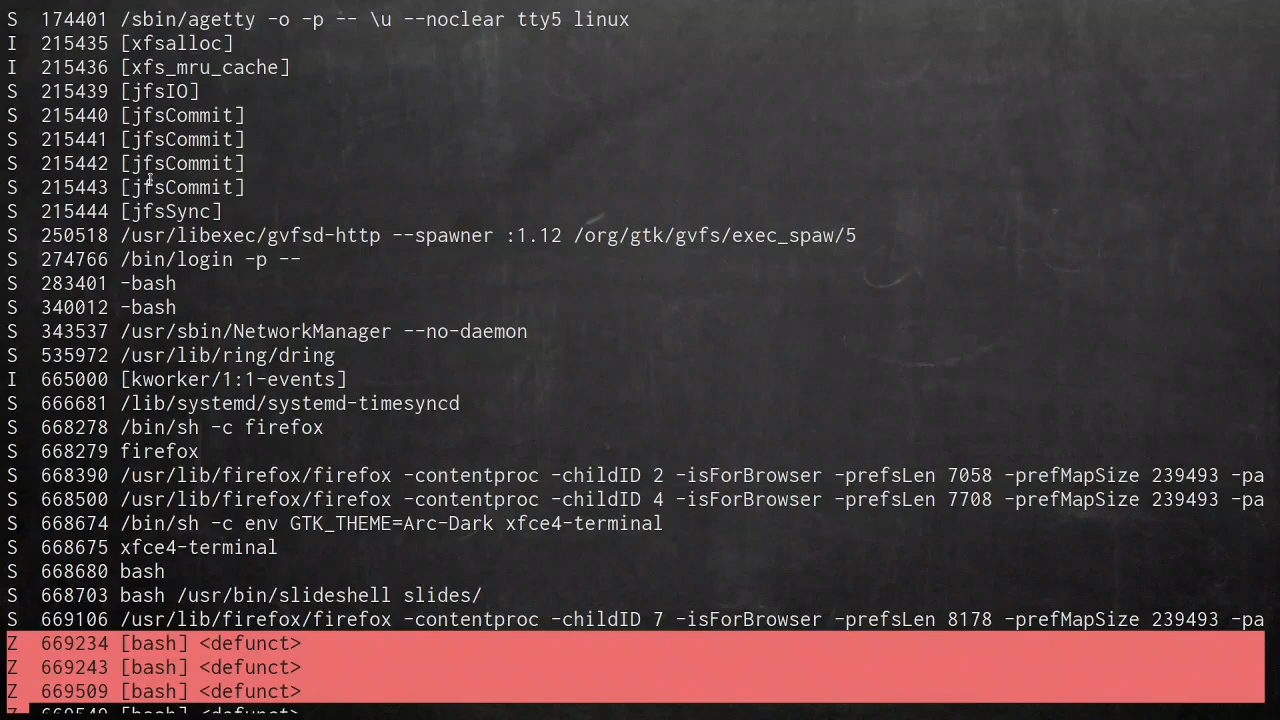 S 174401 /sbin/agetty -o -p -- \u --noclear tty5 linux
I 215435 [xfsalloc]
I 215436 [xfs_mru_cache]
S 215439 [jfsIO]
S 215440 [jfsCommit]
S 215441 [jfsCommit]
S 215442 [jfsCommit]
S 215443 [jfsCommit]
S 215444 [jfsSync]
S 250518 /usr/libexec/gvfsd-http --spawner :1.12 /org/gtk/gvfs/exec_spaw/5
S 274766 /bin/login -p --
S 283401 -bash
S 340012 -bash
S 343537 /usr/sbin/NetworkManager --no-daemon
S 535972 /usr/lib/ring/dring
I 665000 [kworker/1:1-events]
S 666681 /lib/systemd/systemd-timesyncd
S 668278 /bin/sh -c firefox
S 668279 firefox
S 668390 /usr/lib/firefox/firefox -contentproc -childID 2 -isForBrowser -prefsLen 7058 -prefMapSize 239493 -pa
S 668500 /usr/lib/firefox/firefox -contentproc -childID 4 -isForBrowser -prefsLen 7708 -prefMapSize 239493 -pa
S 668674 /bin/sh -c env GTK_THEME=Arc-Dark xfce4-terminal
S 668675 xfce4-terminal
S 668680 bash
S 668703 bash /usr/bin/slideshell slides/
S 669106 /usr/lib/firefox/firefox -contentproc -childID 7 -isForBrowser -prefsLen 8178 -prefMapSize 239493 -pa
Z 669234 [bash] <defunct>
Z 669243 [bash] <defunct>
Z 669509 [bash] <defunct>
Z [bash] <defunct>